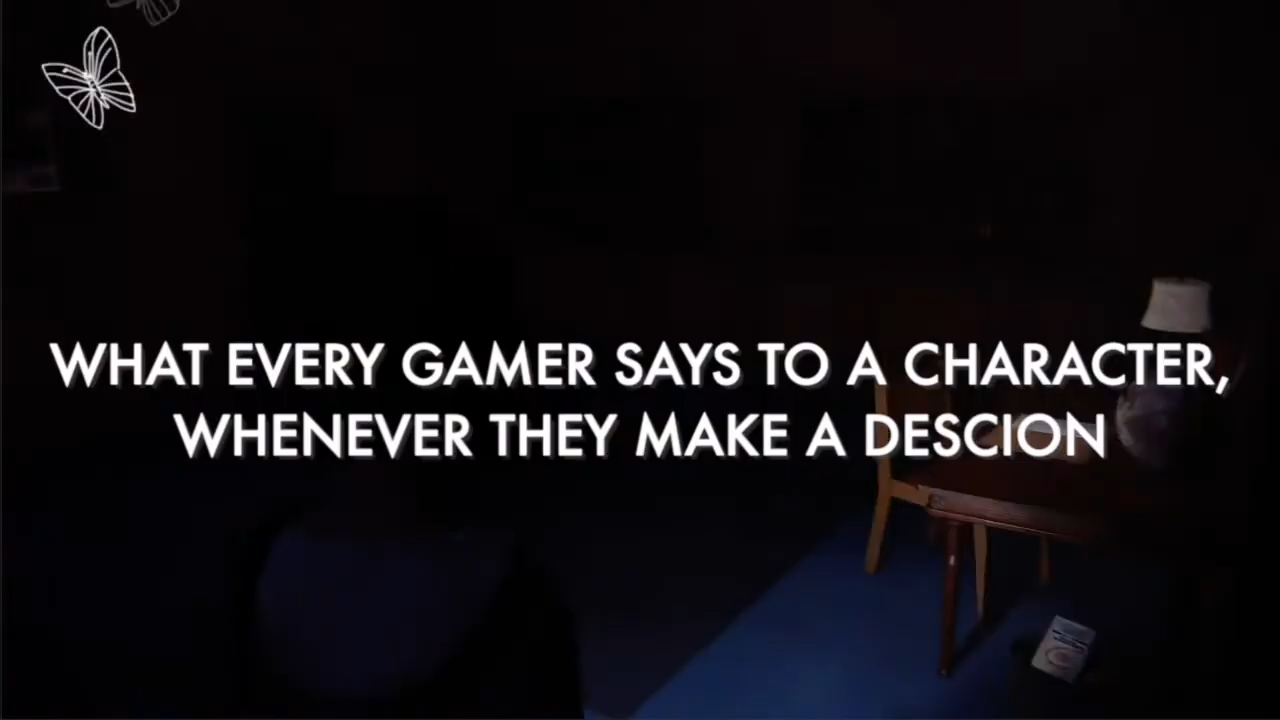 WHAT EVERY GAMER SAYS TO A CHARACTER,
WHENEVER THEY MAKE A DESCION